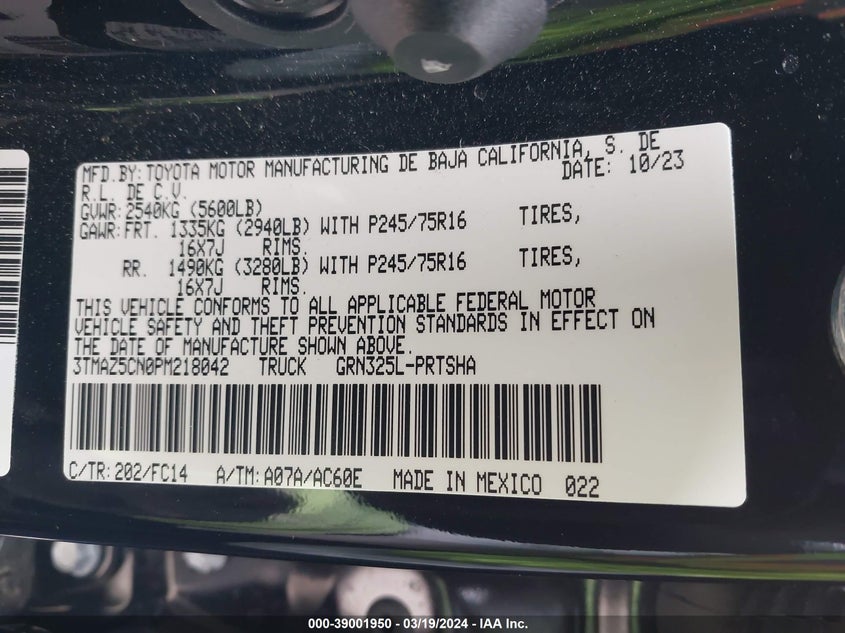 MFD.BY: TOYOTA MOTOR MANUFACTURING DE BAJA CALIFORNIA, S. DE
R.L. DE C.V. DATE: 10/23
GVWR: 2540KG (5600LB)
GAWR: FRT. 1335KG (2940LB) WITH P245/75R16 TIRES,
16X7J RIMS.
RR. 1490KG (3280LB) WITH P245/75R16 TIRES,
16X7J RIMS.
THIS VEHICLE CONFORMS TO ALL APPLICABLE FEDERAL MOTOR
VEHICLE SAFETY AND THEFT PREVENTION STANDARDS IN EFFECT ON
THE DATE OF MANUFACTURE SHOWN ABOVE.
3TMAZ5CN0PM218042 TRUCK GRN325L-PRTSHA
C/TR: 202/FC14 A/TM: A07A/AC60E MADE IN MEXICO 022
000-39001950 - 03/19/2024 - IAA Inc.